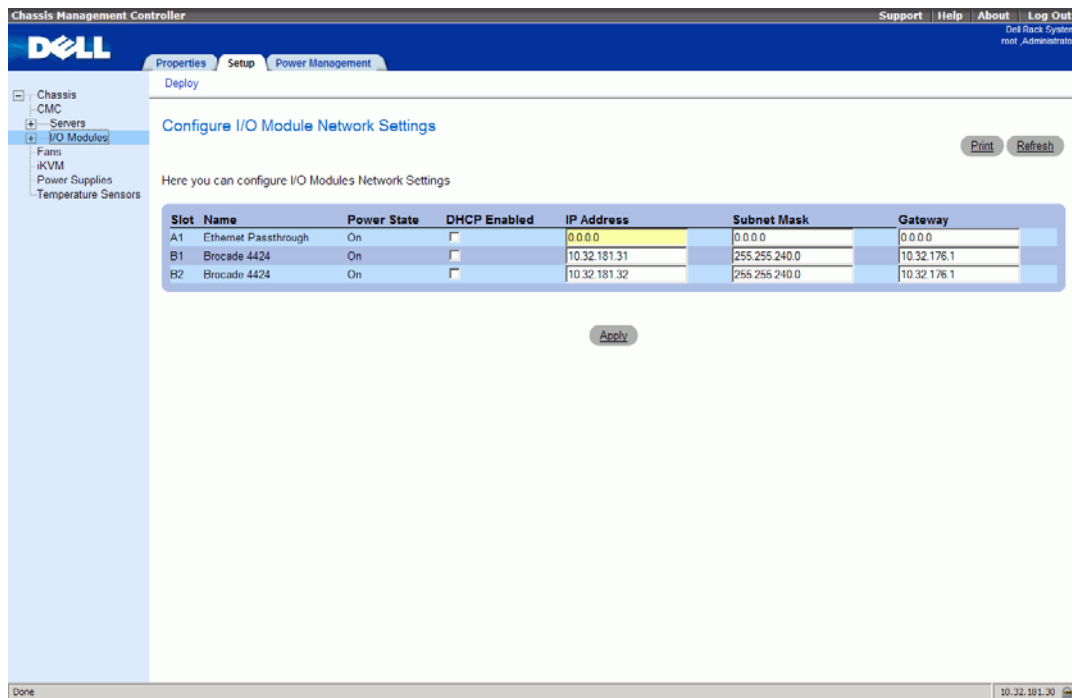 Chassis Management Controller
Support Help About Log Out
DELL
Dell Rack System
root ,Administrato
Properties Setup Power Management
Deploy
Chassis
CMC
Servers
I/O Modules
Fans
iKVM
Power Supplies
Temperature Sensors
Configure I/O Module Network Settings
Print Refresh
Here you can configure I/O Modules Network Settings
Slot Name Power State DHCP Enabled IP Address Subnet Mask Gateway
A1 Ethernet Passthrough On 0.0.0.0 0.0.0.0 0.0.0.0
B1 Brocade 4424 On 10.32.181.31 255.255.240.0 10.32.176.1
B2 Brocade 4424 On 10.32.181.32 255.255.240.0 10.32.176.1
Apply
Done
10.32.181.30